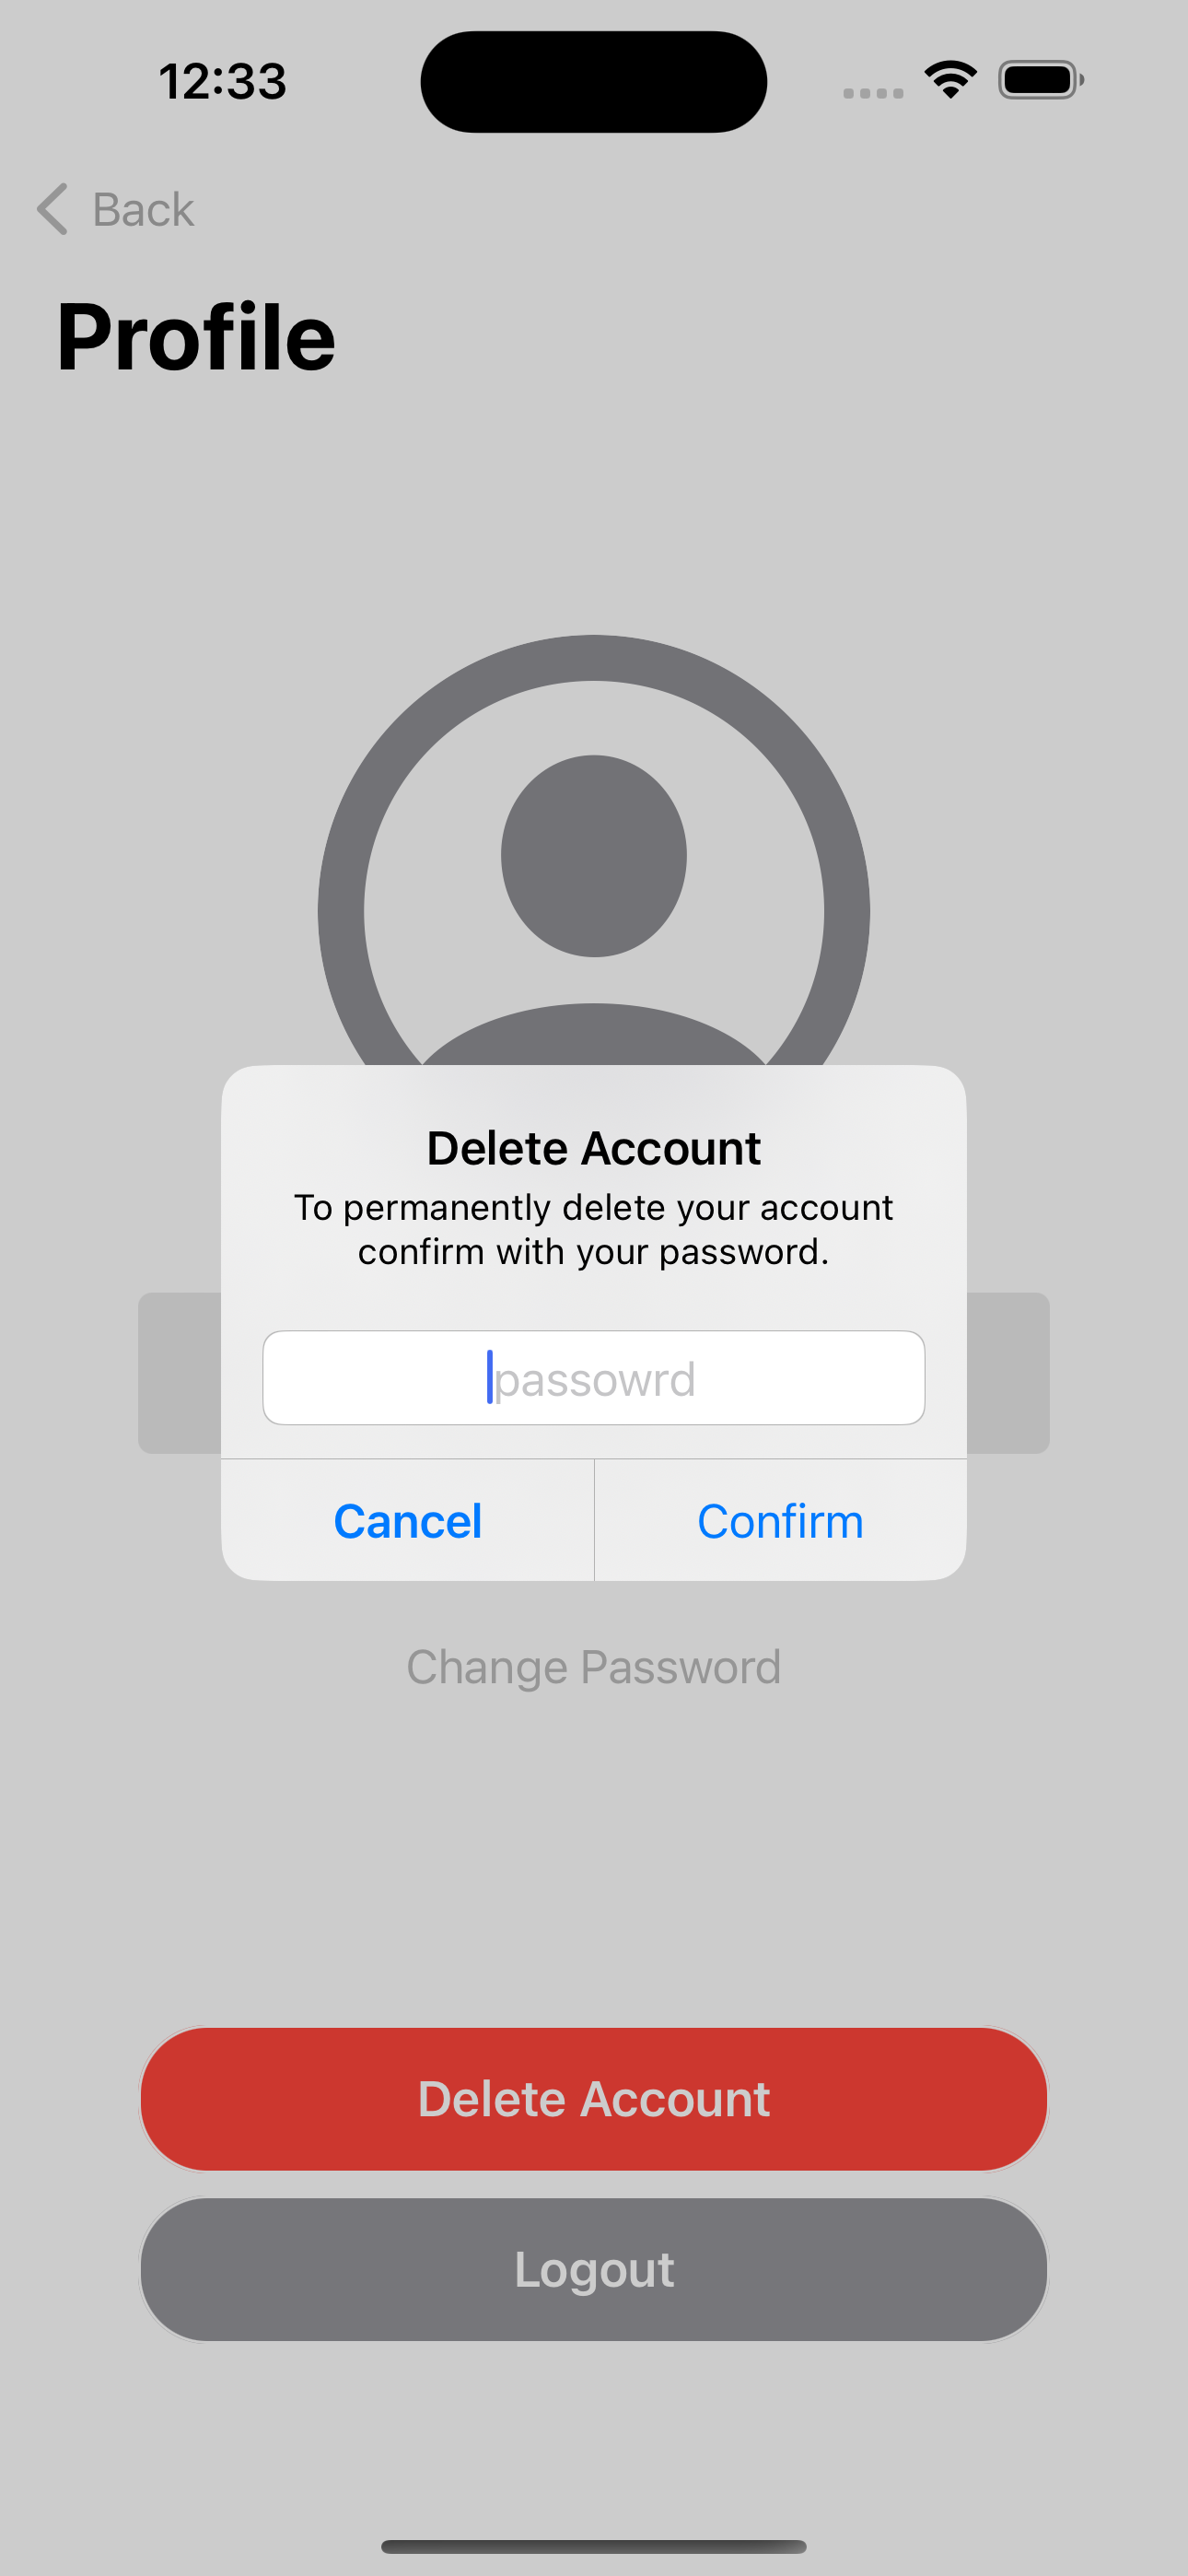 12:33
Back
Profile
Delete Account
To permanently delete your account
confirm with your password.
passowrd
Cancel
Confirm
Change Password
Delete Account
Logout